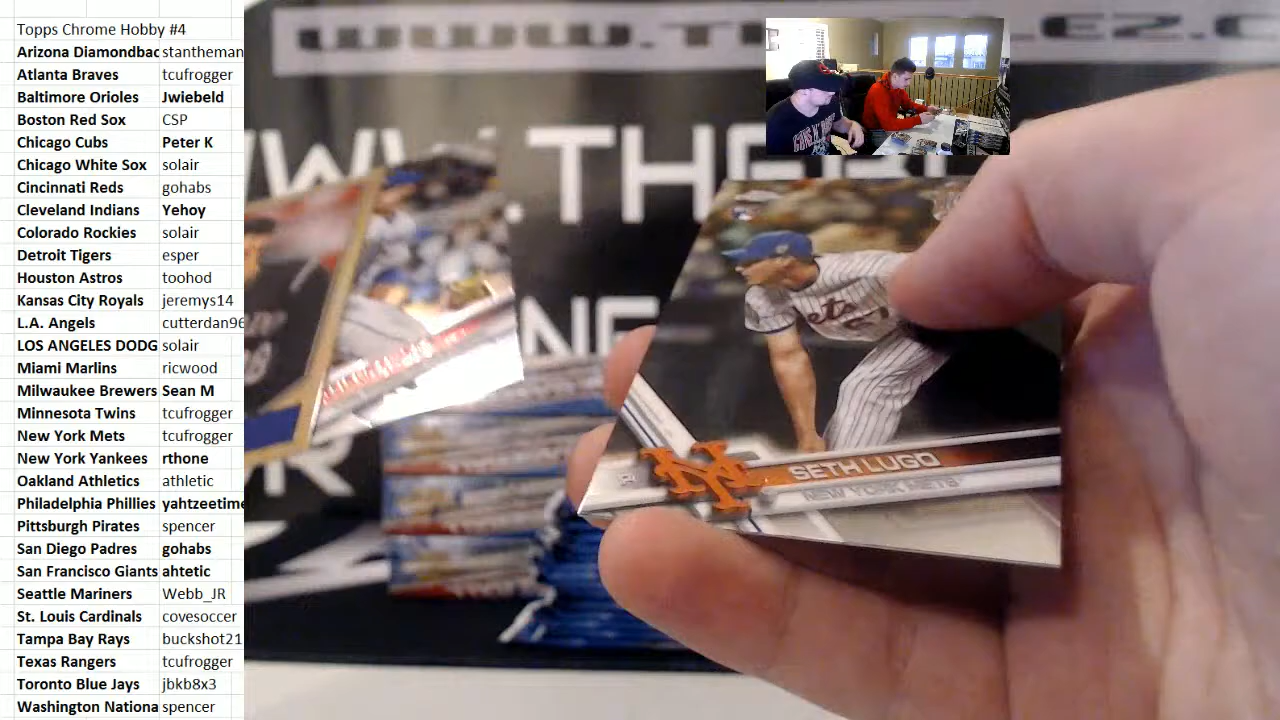 Topps Chrome Hobby #4
Arizona Diamondbac stantheman
Atlanta Braves tcufrogger
Baltimore Orioles Jwiebeld
Boston Red Sox CSP
Chicago Cubs Peter K
Chicago White Sox solair
Cincinnati Reds gohabs
Cleveland Indians Yehoy
Colorado Rockies solair
Detroit Tigers esper
Houston Astros toohod
Kansas City Royals jeremys14
L.A. Angels cutterdan96
LOS ANGELES DODG solair
Miami Marlins ricwood
Milwaukee Brewers Sean M
Minnesota Twins tcufrogger
New York Mets tcufrogger
New York Yankees rthone
Oakland Athletics athletic
Philadelphia Phillies yahtzeetime
Pittsburgh Pirates spencer
San Diego Padres gohabs
San Francisco Giants ahtetic
Seattle Mariners Webb_JR
St. Louis Cardinals covesoccer
Tampa Bay Rays buckshot21
Texas Rangers tcufrogger
Toronto Blue Jays jbkb8x3
Washington Nationa spencer
WWW.T
.THE
SETH LUGO
NEW YORK METS